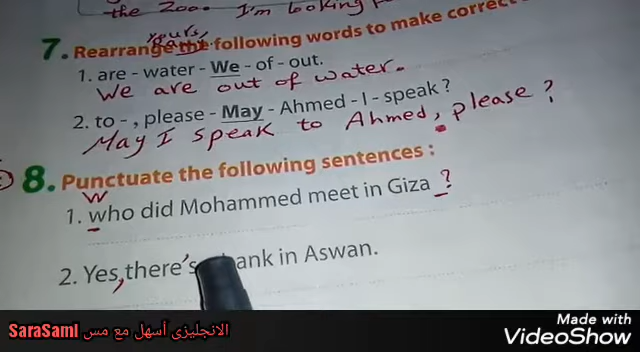 the Zoo. I'm looking
yours,
7. Rearrange the following words to make correct
1. are - water - We - of - out.
We are out of water.
2. to - , please - May - Ahmed - I - speak ?
May I speak to Ahmed, please ?
8. Punctuate the following sentences :
W
1. who did Mohammed meet in Giza ?
2. Yes, there's bank in Aswan.
SaraSamI الانجليزى أسهل مع مس
Made with
VideoShow